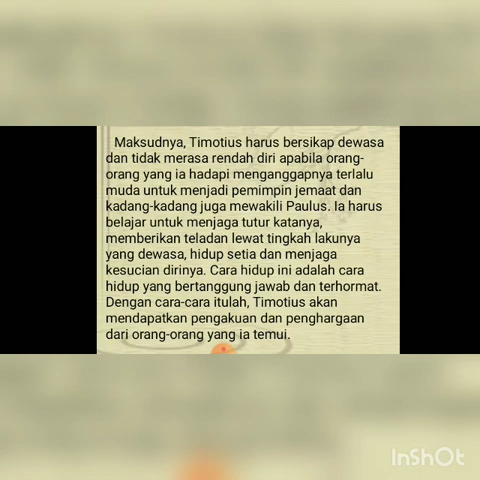 Maksudnya, Timotius harus bersikap dewasa
dan tidak merasa rendah diri apabila orang-
orang yang ia hadapi menganggapnya terlalu
muda untuk menjadi pemimpin jemaat dan
kadang-kadang juga mewakili Paulus. Ia harus
belajar untuk menjaga tutur katanya,
memberikan teladan lewat tingkah lakunya
yang dewasa, hidup setia dan menjaga
kesucian dirinya. Cara hidup ini adalah cara
hidup yang bertanggung jawab dan terhormat.
Dengan cara-cara itulah, Timotius akan
mendapatkan pengakuan dan penghargaan
dari orang-orang yang ia temui.
InShOt